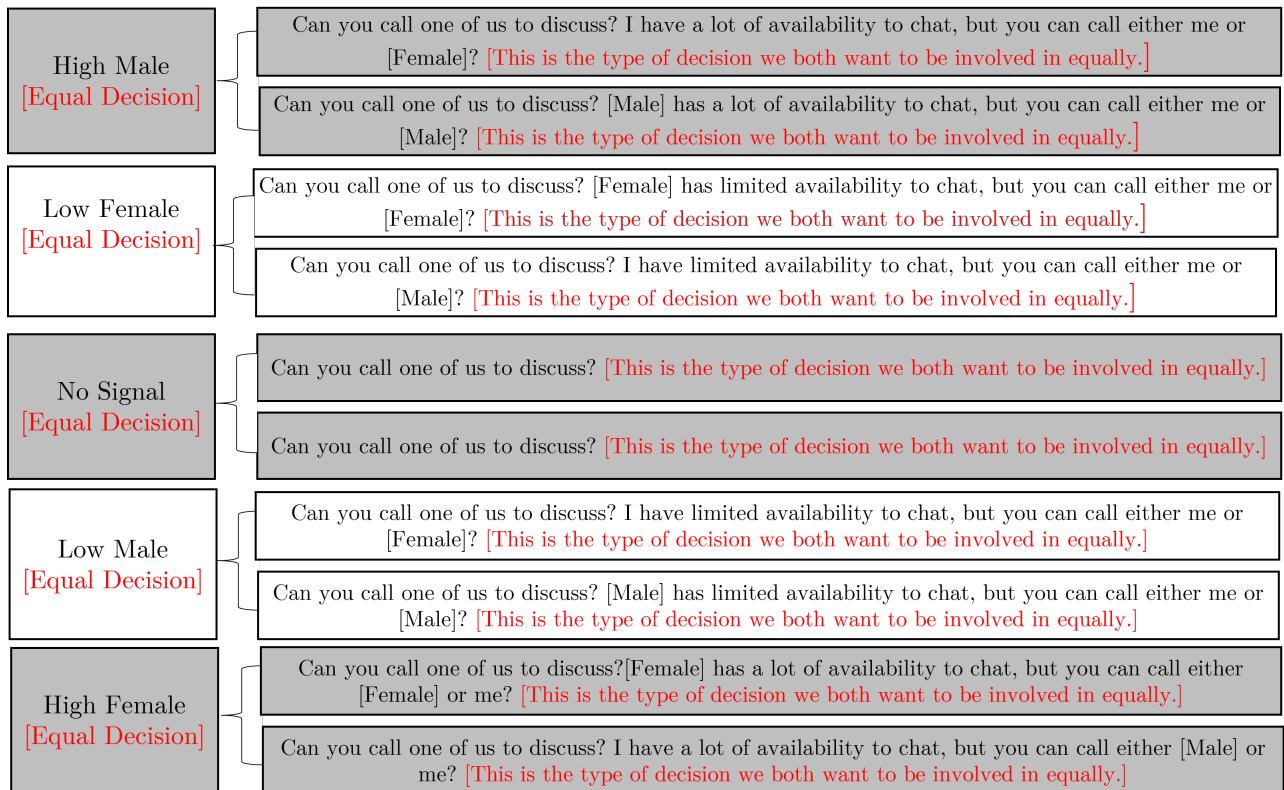 High Male
[Equal Decision]
Can you call one of us to discuss? I have a lot of availability to chat, but you can call either me or
[Female]? [This is the type of decision we both want to be involved in equally.]
Can you call one of us to discuss? [Male] has a lot of availability to chat, but you can call either me or
[Male]? [This is the type of decision we both want to be involved in equally.]
Low Female
[Equal Decision]
Can you call one of us to discuss? [Female] has limited availability to chat, but you can call either me or
[Female]? [This is the type of decision we both want to be involved in equally.]
Can you call one of us to discuss? I have limited availability to chat, but you can call either me or
[Male]? [This is the type of decision we both want to be involved in equally.]
No Signal
[Equal Decision]
Can you call one of us to discuss? [This is the type of decision we both want to be involved in equally.]
Can you call one of us to discuss? [This is the type of decision we both want to be involved in equally.]
Low Male
[Equal Decision]
Can you call one of us to discuss? I have limited availability to chat, but you can call either me or
[Female]? [This is the type of decision we both want to be involved in equally.]
Can you call one of us to discuss? [Male] has limited availability to chat, but you can call either me or
[Male]? [This is the type of decision we both want to be involved in equally.]
High Female
[Equal Decision]
Can you call one of us to discuss?[Female] has a lot of availability to chat, but you can call either
[Female] or me? [This is the type of decision we both want to be involved in equally.]
Can you call one of us to discuss? I have a lot of availability to chat, but you can call either [Male] or
me? [This is the type of decision we both want to be involved in equally.]